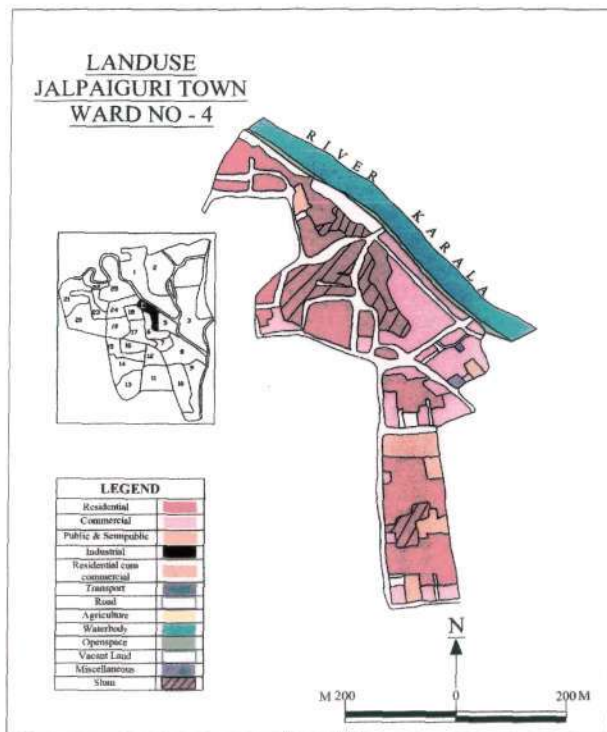 LANDUSE
JALPAIGURI TOWN
WARD NO - 4
RIVER KARALA
LEGEND
Residential
Commercial
Public & Semipublic
Industrial
Residential cum
commercial
Transport
Road
Agriculture
Waterbody
Openspace
Vacant Land
Miscellaneous
Slum
N
M 200 0 200 M